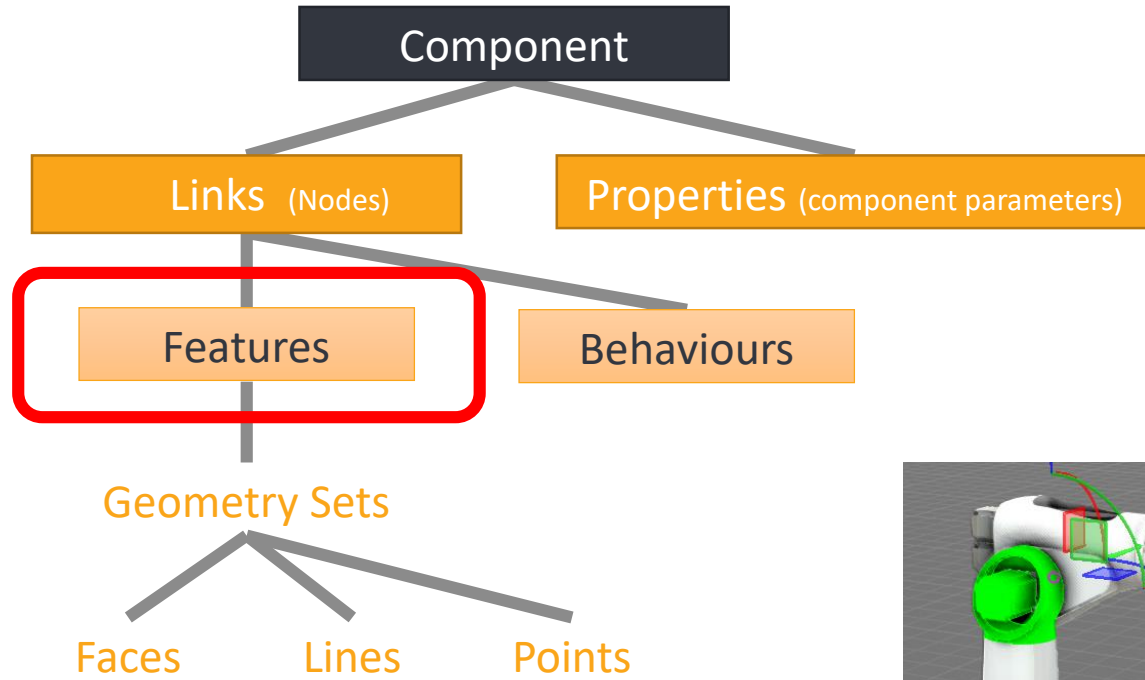 Component
Links (Nodes)
Properties (component parameters)
Features
Behaviours
Geometry Sets
Faces
Lines
Points